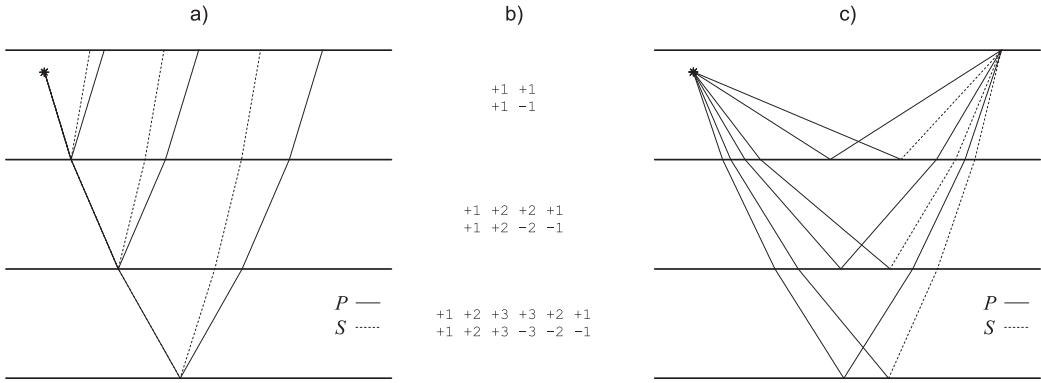 a)
b)
c)
+1 +1
+1 -1
+1 +2 +2 +1
+1 +2 -2 -1
+1 +2 +3 +3 +2 +1
+1 +2 +3 -3 -2 -1
P
S
P
S